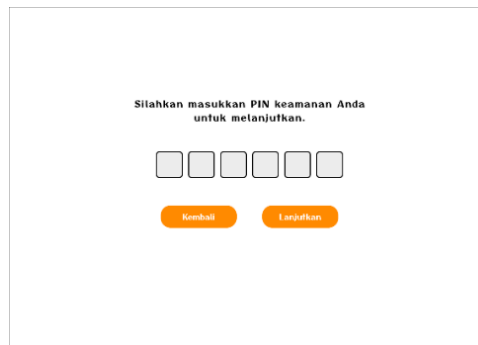 Silahkan masukkan PIN keamanan Anda
untuk melanjutkan.
Kembali
Lanjutkan